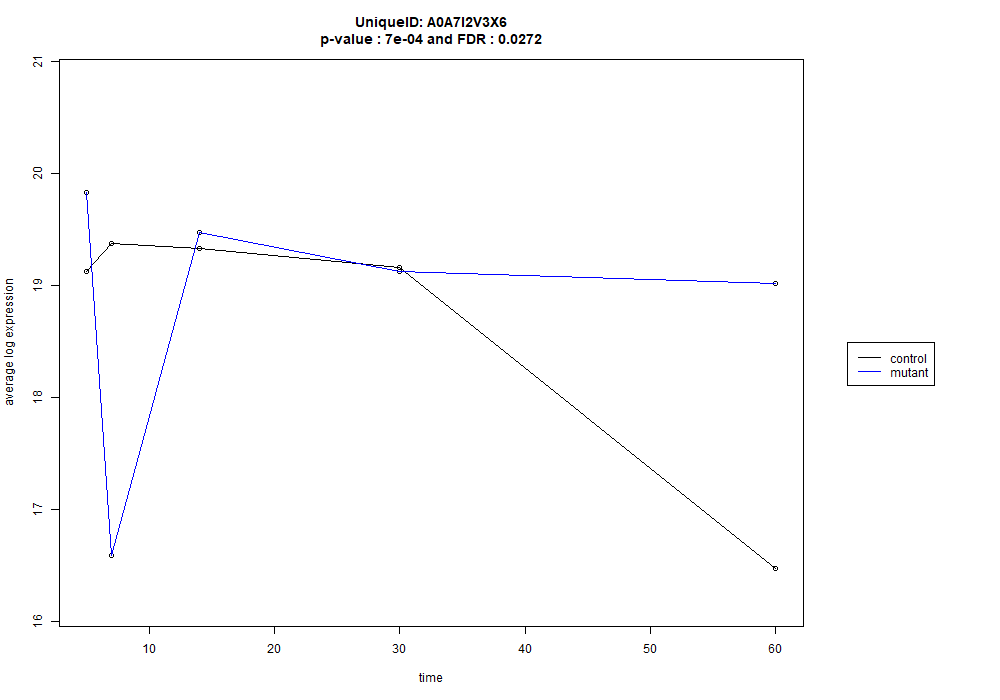 UniqueID: A0A7I2V3X6
p-value : 7e-04 and FDR : 0.0272
21
20
19
18
17
16
average log expression
10 20 30 40 50 60
time
control
mutant